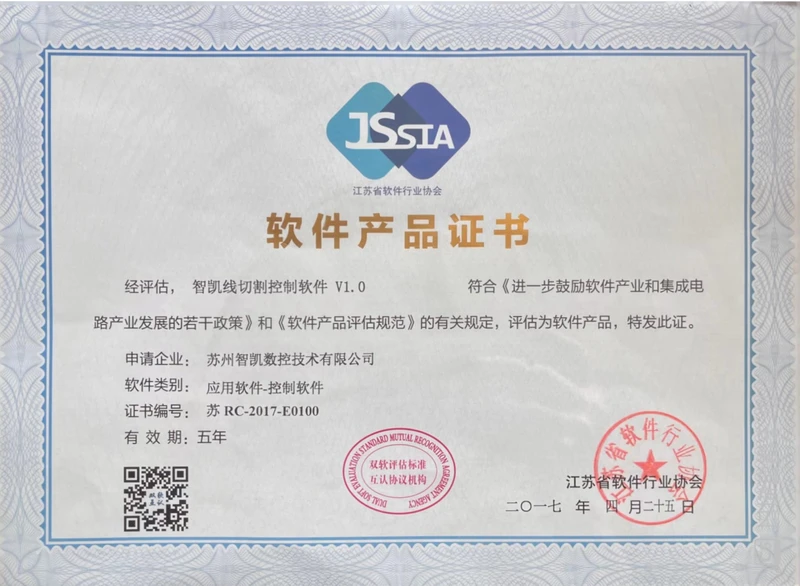 JSSIA
江苏省软件行业协会
软件产品证书
经评估， 智凯线切割控制软件 V1.0 符合《进一步鼓励软件产业和集成电
路产业发展的若干政策》和《软件产品评估规范》的有关规定，评估为软件产品，特发此证。
申请企业： 苏州智凯数控技术有限公司
软件类别： 应用软件-控制软件
证书编号： 苏 RC-2017-E0100
有 效 期：五年
DUAL SOFT EVALUATION STANDARD MUTUAL RECOGNITION AGREEMENT AGENCY
双软评估标准
互认协议机构
江苏省软件行业协会
江苏省软件行业协会
二〇一七 年 四 月二十五日